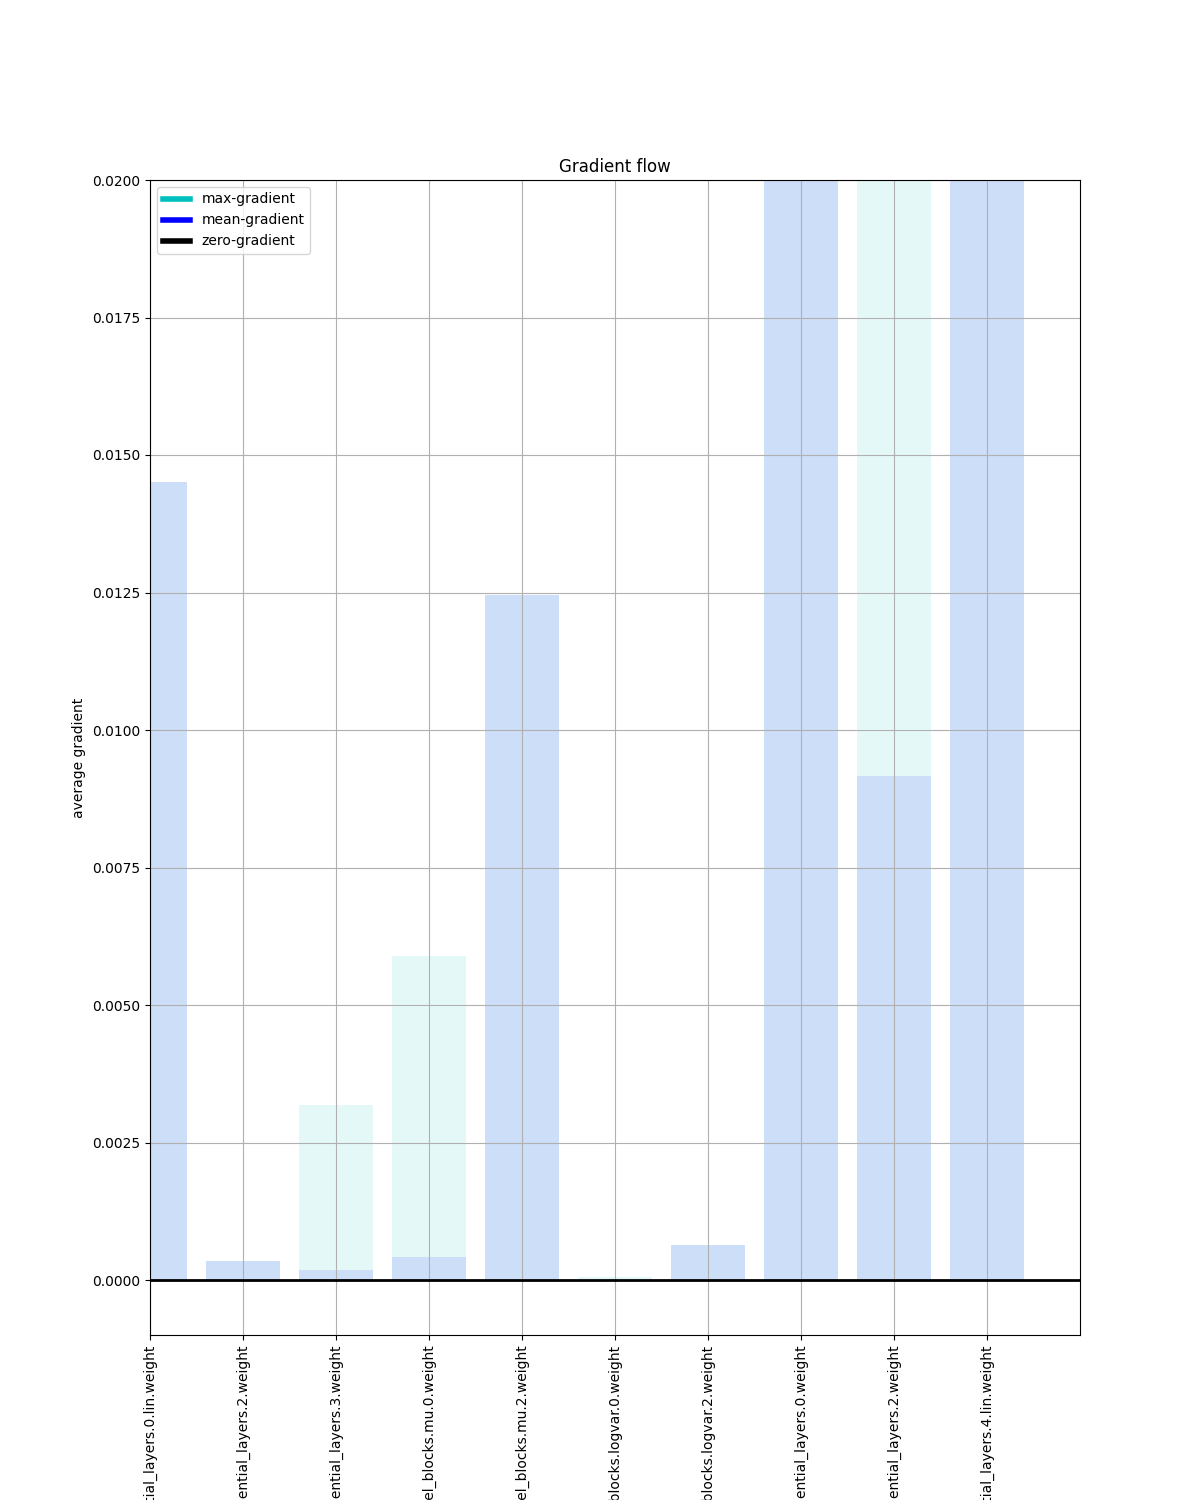 Gradient flow
max-gradient
mean-gradient
zero-gradient
0.0200
0.0175
0.0150
0.0125
0.0100
0.0075
0.0050
0.0025
0.0000
average gradient
tial_layers.0.lin.weight
ential_layers.2.weight
ential_layers.3.weight
el_blocks.mu.0.weight
el_blocks.mu.2.weight
blocks.logvar.0.weight
blocks.logvar.2.weight
ential_layers.0.weight
ential_layers.2.weight
tial_layers.4.lin.weight